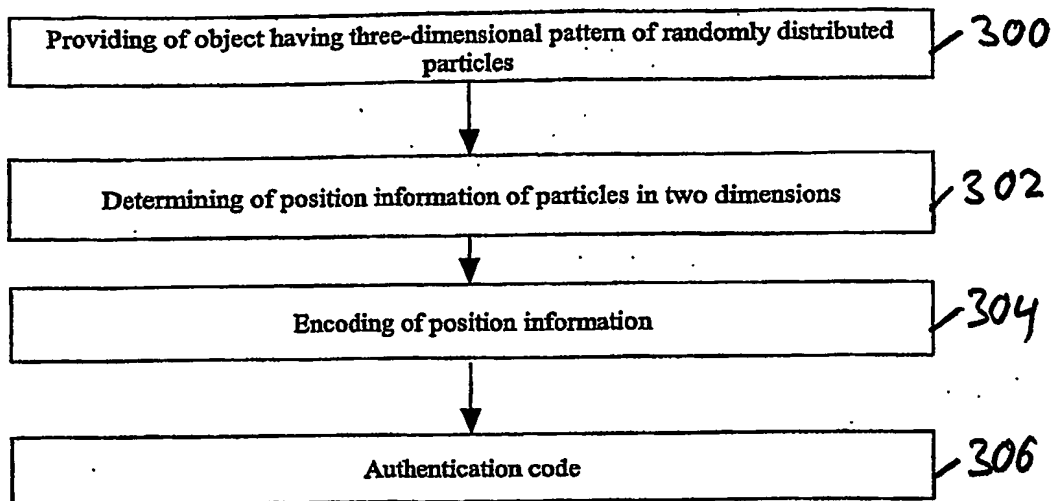 Providing of object having three-dimensional pattern of randomly distributed
particles
300
Determining of position information of particles in two dimensions
302
Encoding of position information
304
Authentication code
306